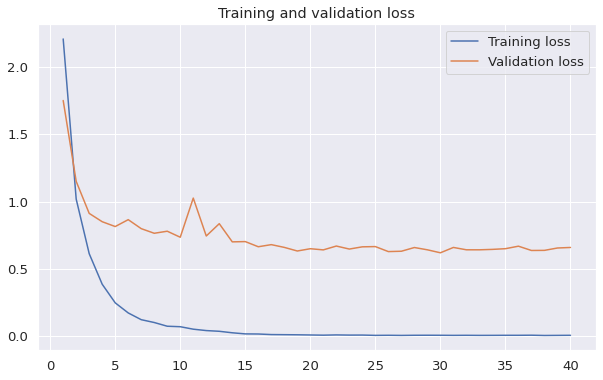 Training and validation loss
Training loss
Validation loss
2.0
1.5
1.0
0.5
0.0
0 5 10 15 20 25 30 35 40